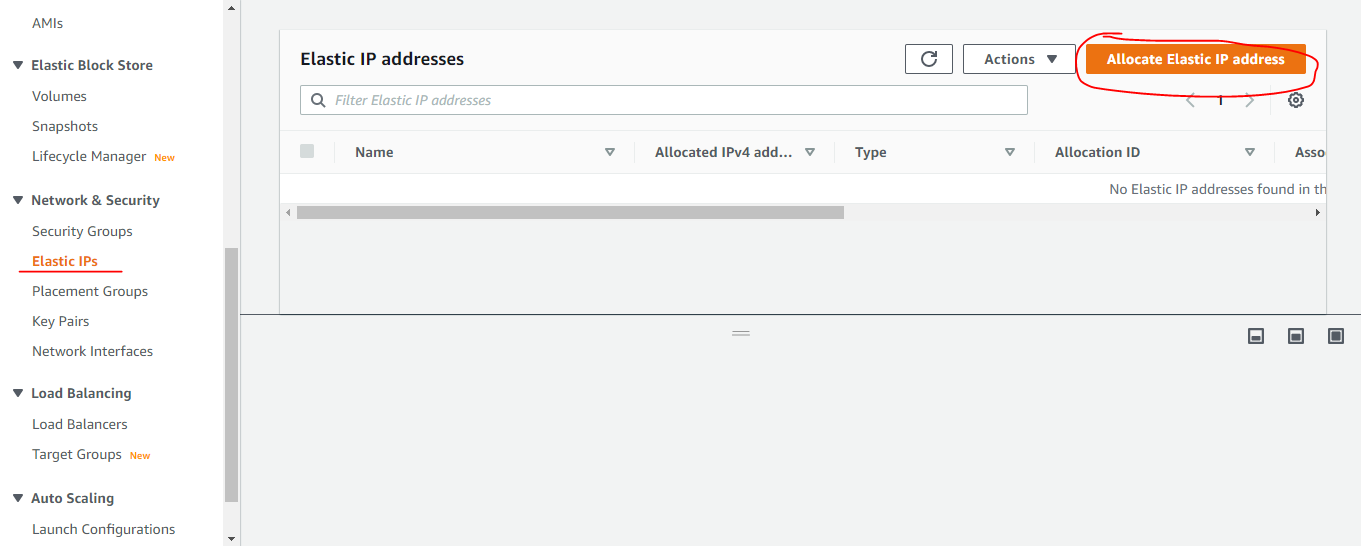 AMIs
Elastic Block Store
Volumes
Snapshots
Lifecycle Manager New
Network & Security
Security Groups
Elastic IPs
Placement Groups
Key Pairs
Network Interfaces
Load Balancing
Load Balancers
Target Groups New
Auto Scaling
Launch Configurations
Elastic IP addresses
Actions
Allocate Elastic IP address
Filter Elastic IP addresses
1
Name Allocated IPv4 add... Type Allocation ID Asso
No Elastic IP addresses found in th